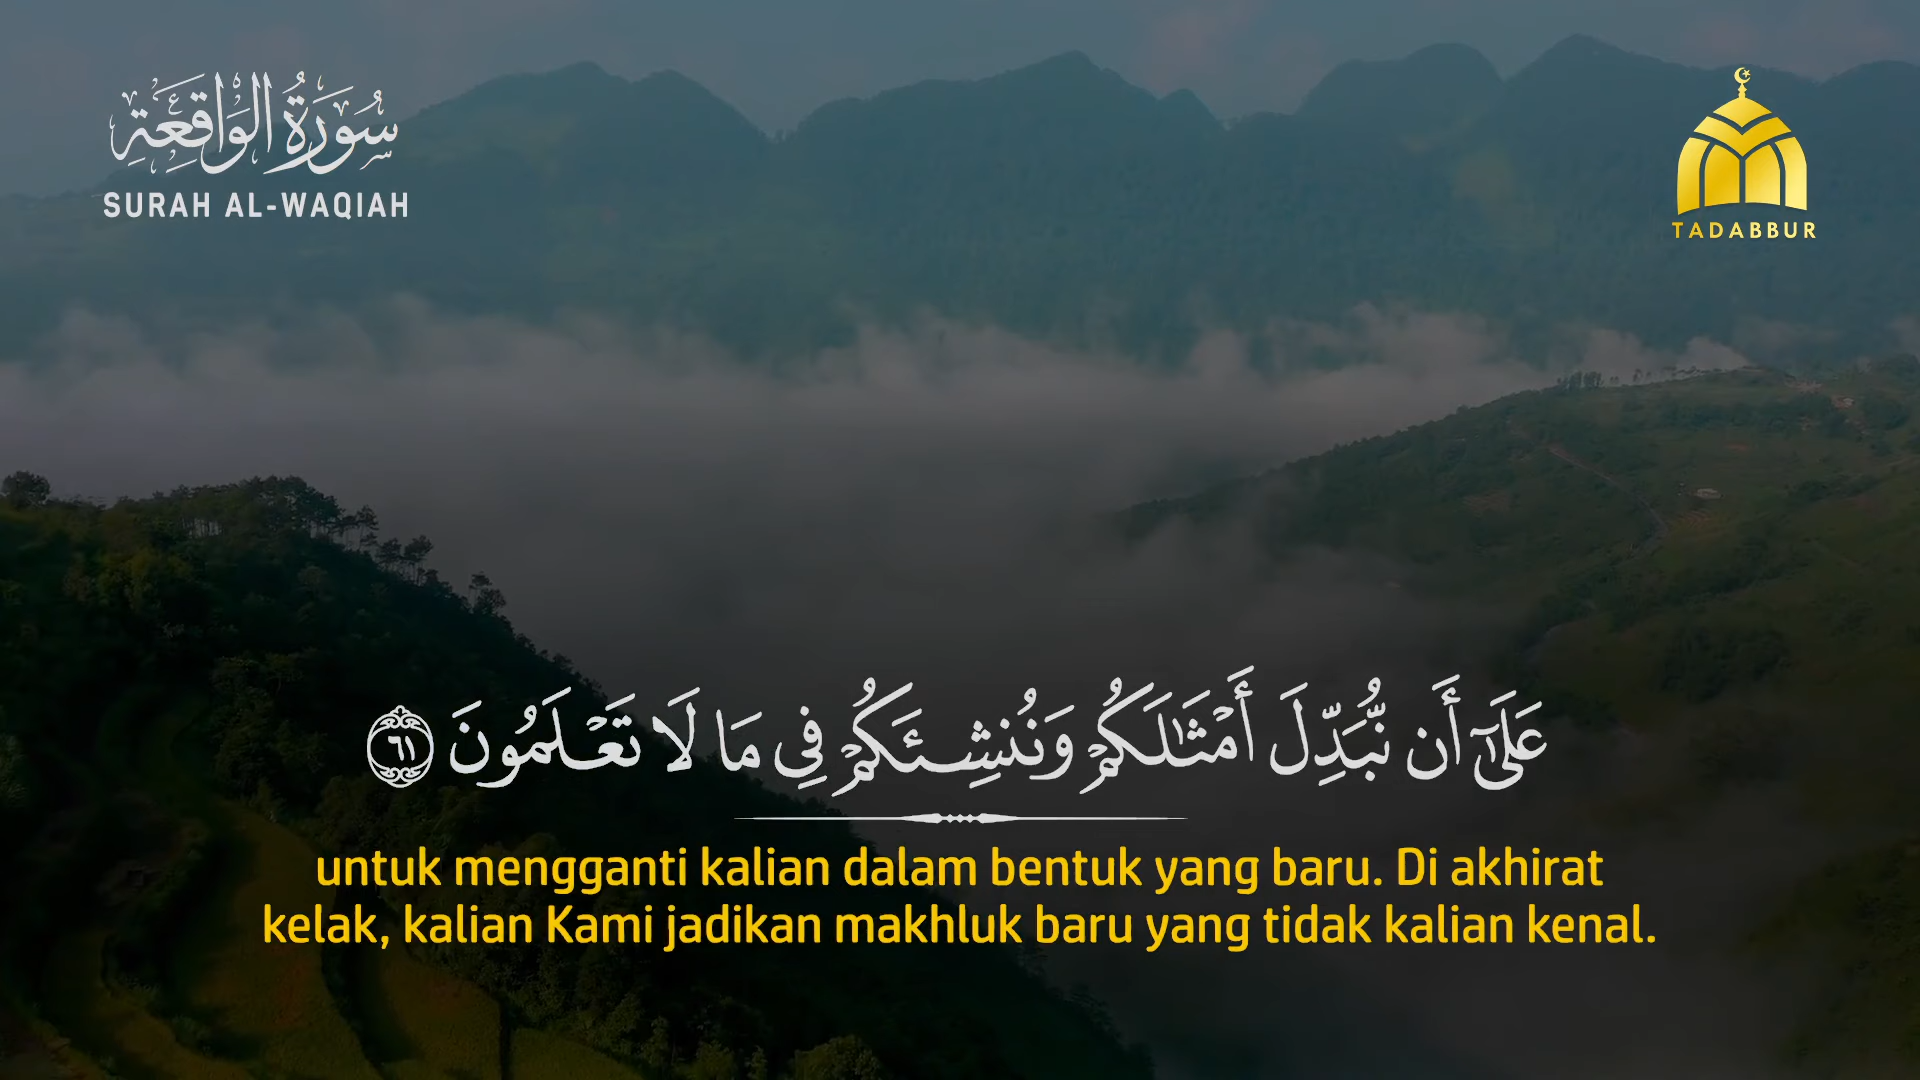 سُورَةُ الْوَاقِعَةِ
SURAH AL-WAQIAH
TADABBUR
عَلَىٰٓ أَن نُّبَدِّلَ أَمْثَٰلَكُمْ وَنُنشِئَكُمْ فِى مَا لَا تَعْلَمُونَ ٦١
untuk mengganti kalian dalam bentuk yang baru. Di akhirat
kelak, kalian Kami jadikan makhluk baru yang tidak kalian kenal.